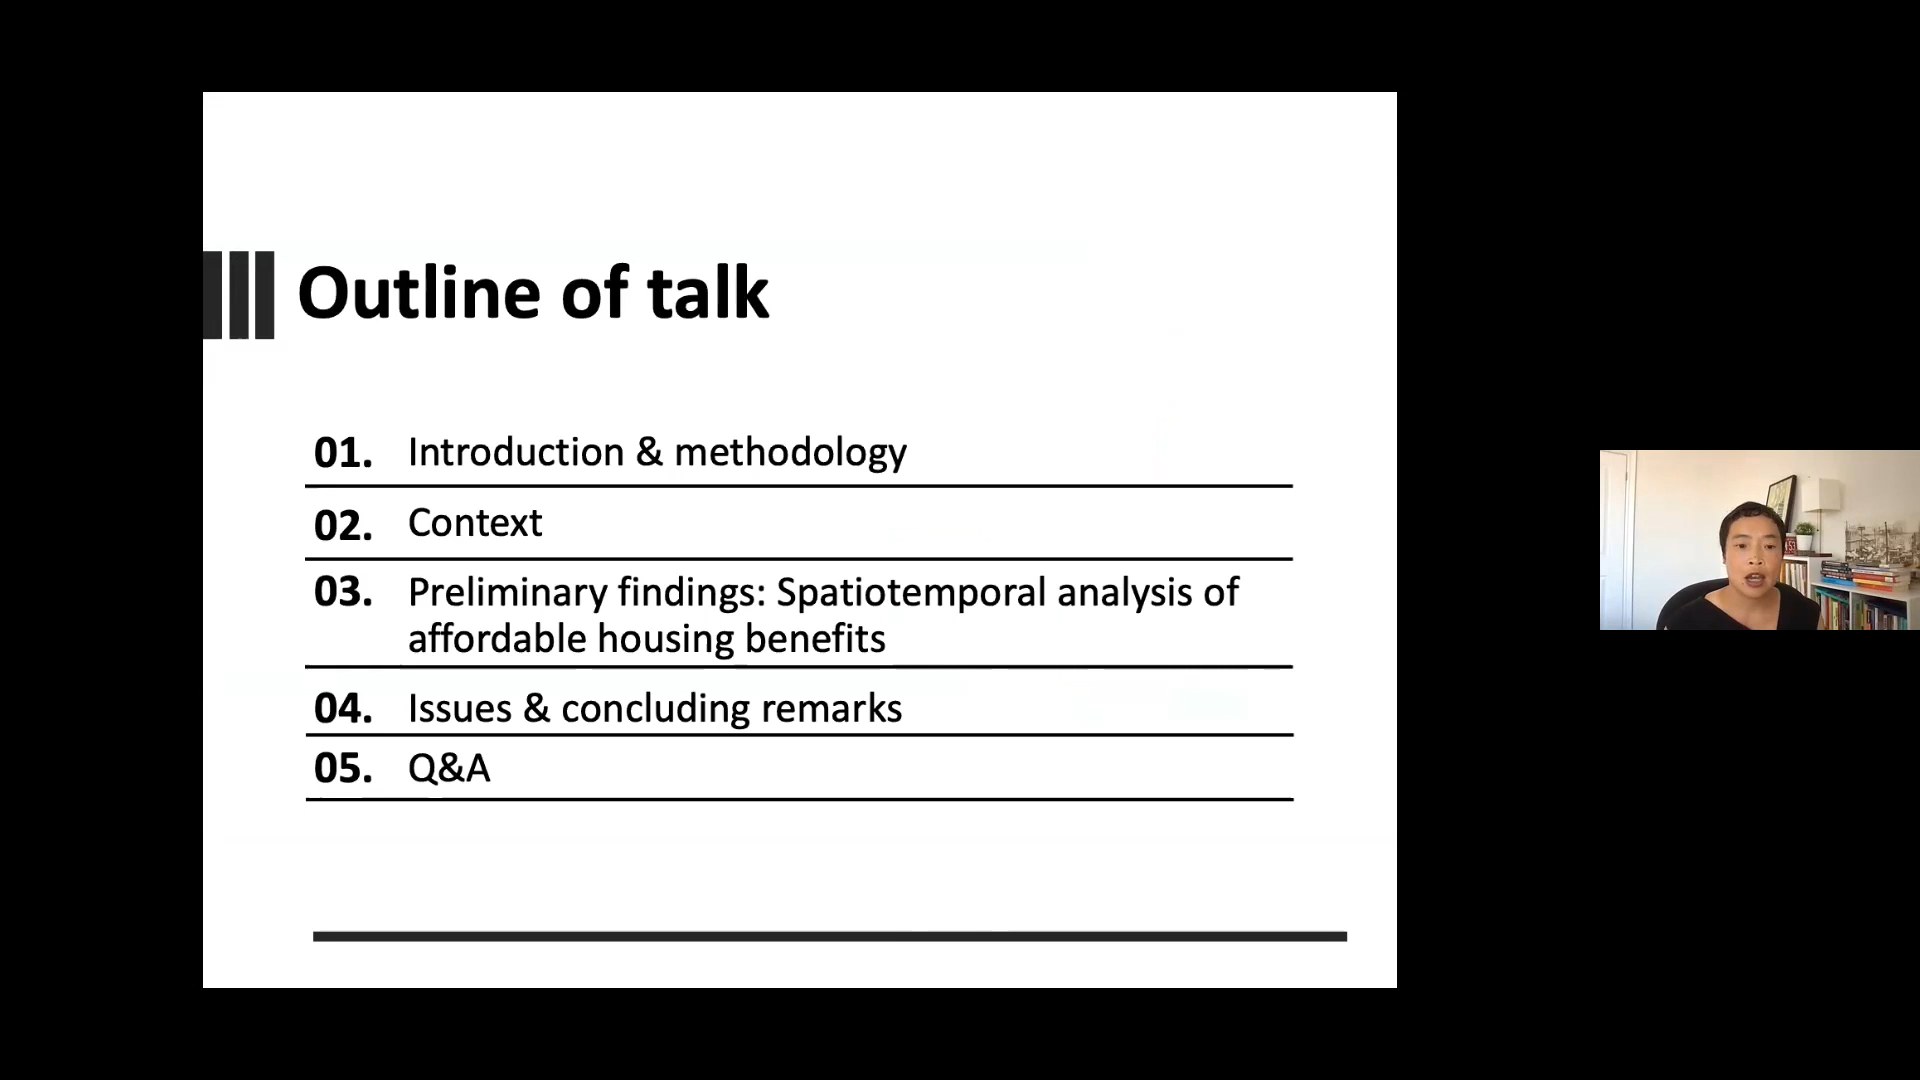 Outline of talk
01. Introduction & methodology
02. Context
03. Preliminary findings: Spatiotemporal analysis of
affordable housing benefits
04. Issues & concluding remarks
05. Q&A